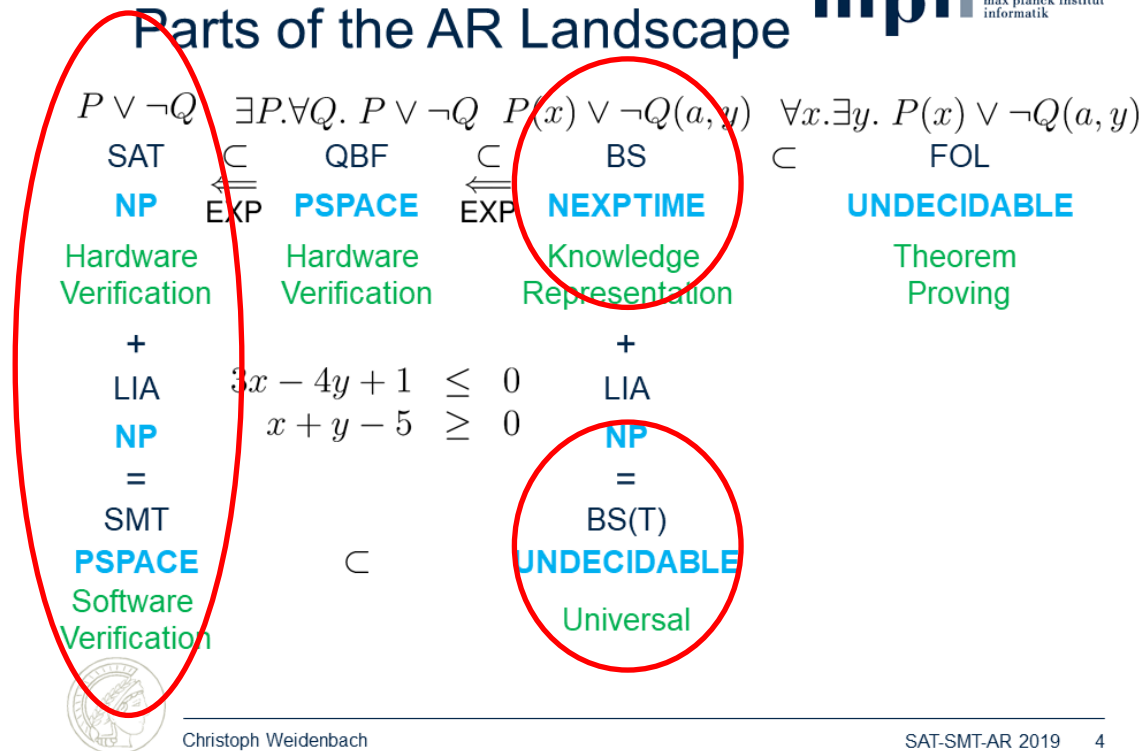 Parts of the AR Landscape
max planck institut
informatik
P ∨ ¬Q ∃P.∀Q. P ∨ ¬Q P(x) ∨ ¬Q(a, y) ∀x.∃y. P(x) ∨ ¬Q(a, y)
SAT ⊂ QBF ⊂ BS ⊂ FOL
NP ⟸ EXP PSPACE ⟸ EXP NEXPTIME UNDECIDABLE
Hardware Hardware Knowledge Theorem
Verification Verification Representation Proving
+ +
LIA 3x − 4y + 1 ≤ 0 LIA
NP x + y − 5 ≥ 0 NP
= =
SMT BS(T)
PSPACE ⊂ UNDECIDABLE
Software
Verification
Universal
Christoph Weidenbach SAT-SMT-AR 2019 4